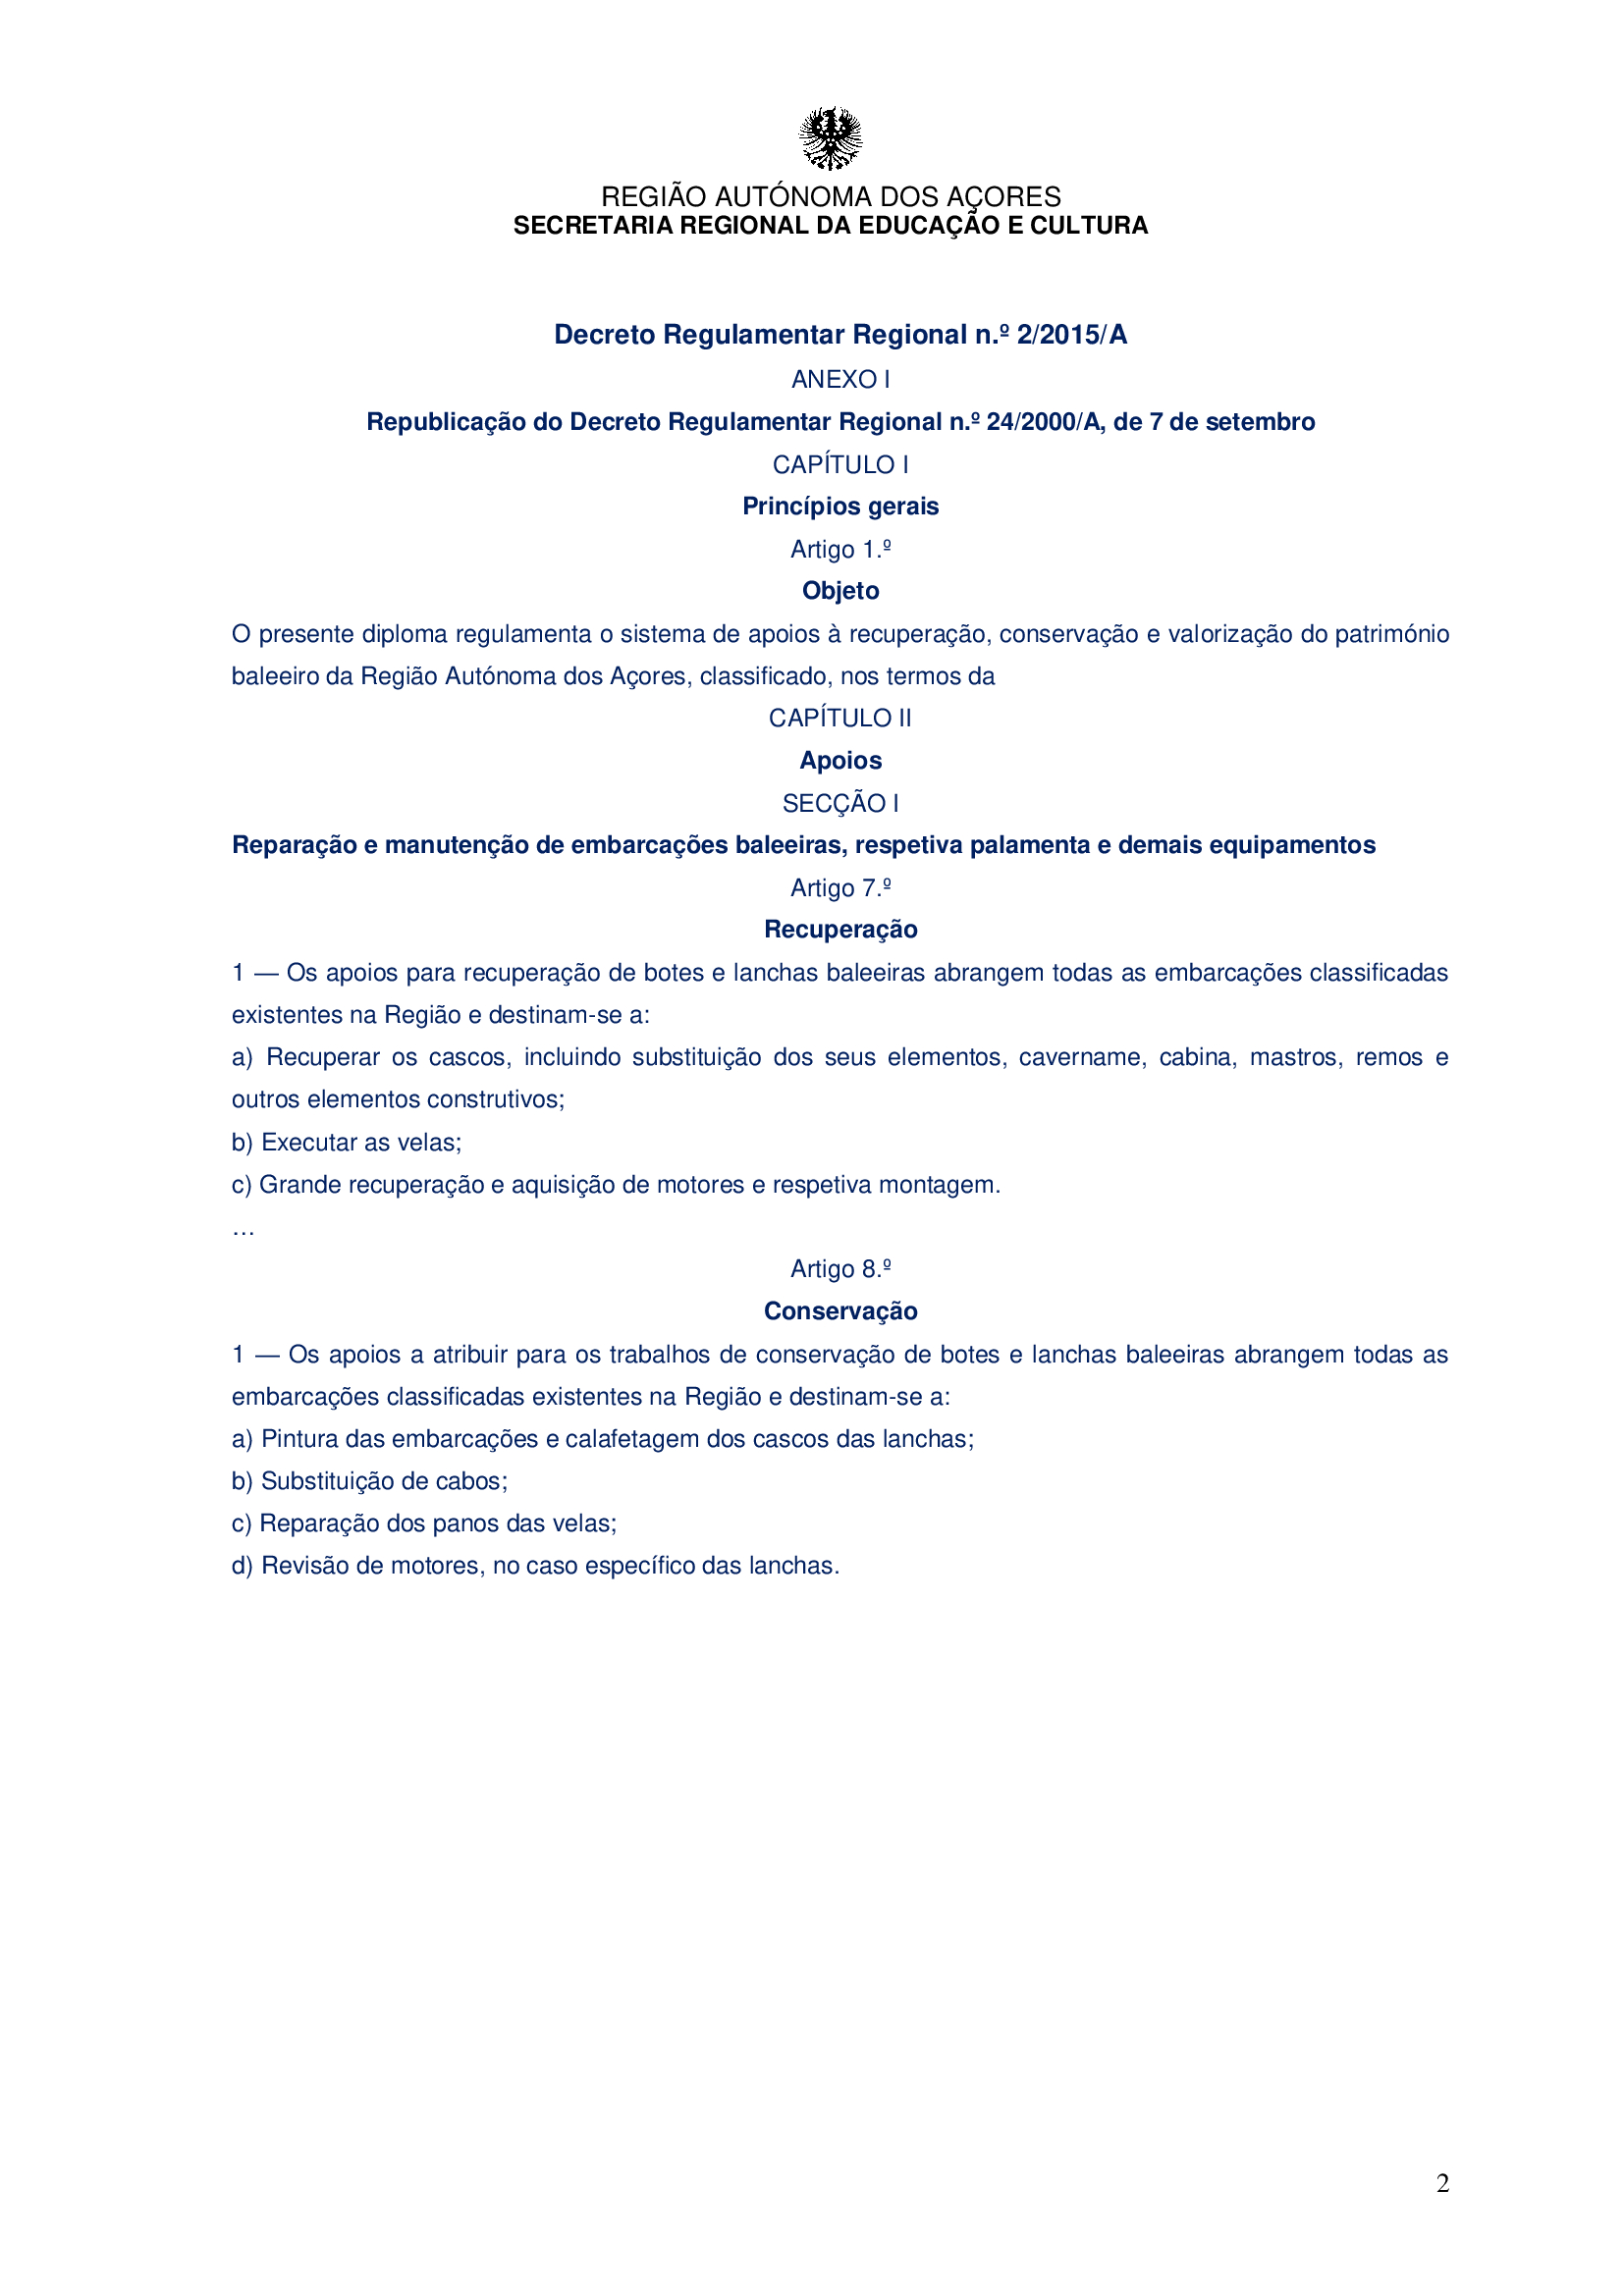 REGIÃO AUTÓNOMA DOS AÇORES
SECRETARIA REGIONAL DA EDUCAÇÃO E CULTURA
Decreto Regulamentar Regional n.º 2/2015/A
ANEXO I
Republicação do Decreto Regulamentar Regional n.º 24/2000/A, de 7 de setembro
CAPÍTULO I
Princípios gerais
Artigo 1.º
Objeto
O presente diploma regulamenta o sistema de apoios à recuperação, conservação e valorização do património
baleeiro da Região Autónoma dos Açores, classificado, nos termos da
CAPÍTULO II
Apoios
SECÇÃO I
Reparação e manutenção de embarcações baleeiras, respetiva palamenta e demais equipamentos
Artigo 7.º
Recuperação
1 — Os apoios para recuperação de botes e lanchas baleeiras abrangem todas as embarcações classificadas
existentes na Região e destinam-se a:
a) Recuperar os cascos, incluindo substituição dos seus elementos, cavername, cabina, mastros, remos e
outros elementos construtivos;
b) Executar as velas;
c) Grande recuperação e aquisição de motores e respetiva montagem.
…
Artigo 8.º
Conservação
1 — Os apoios a atribuir para os trabalhos de conservação de botes e lanchas baleeiras abrangem todas as
embarcações classificadas existentes na Região e destinam-se a:
a) Pintura das embarcações e calafetagem dos cascos das lanchas;
b) Substituição de cabos;
c) Reparação dos panos das velas;
d) Revisão de motores, no caso específico das lanchas.
2